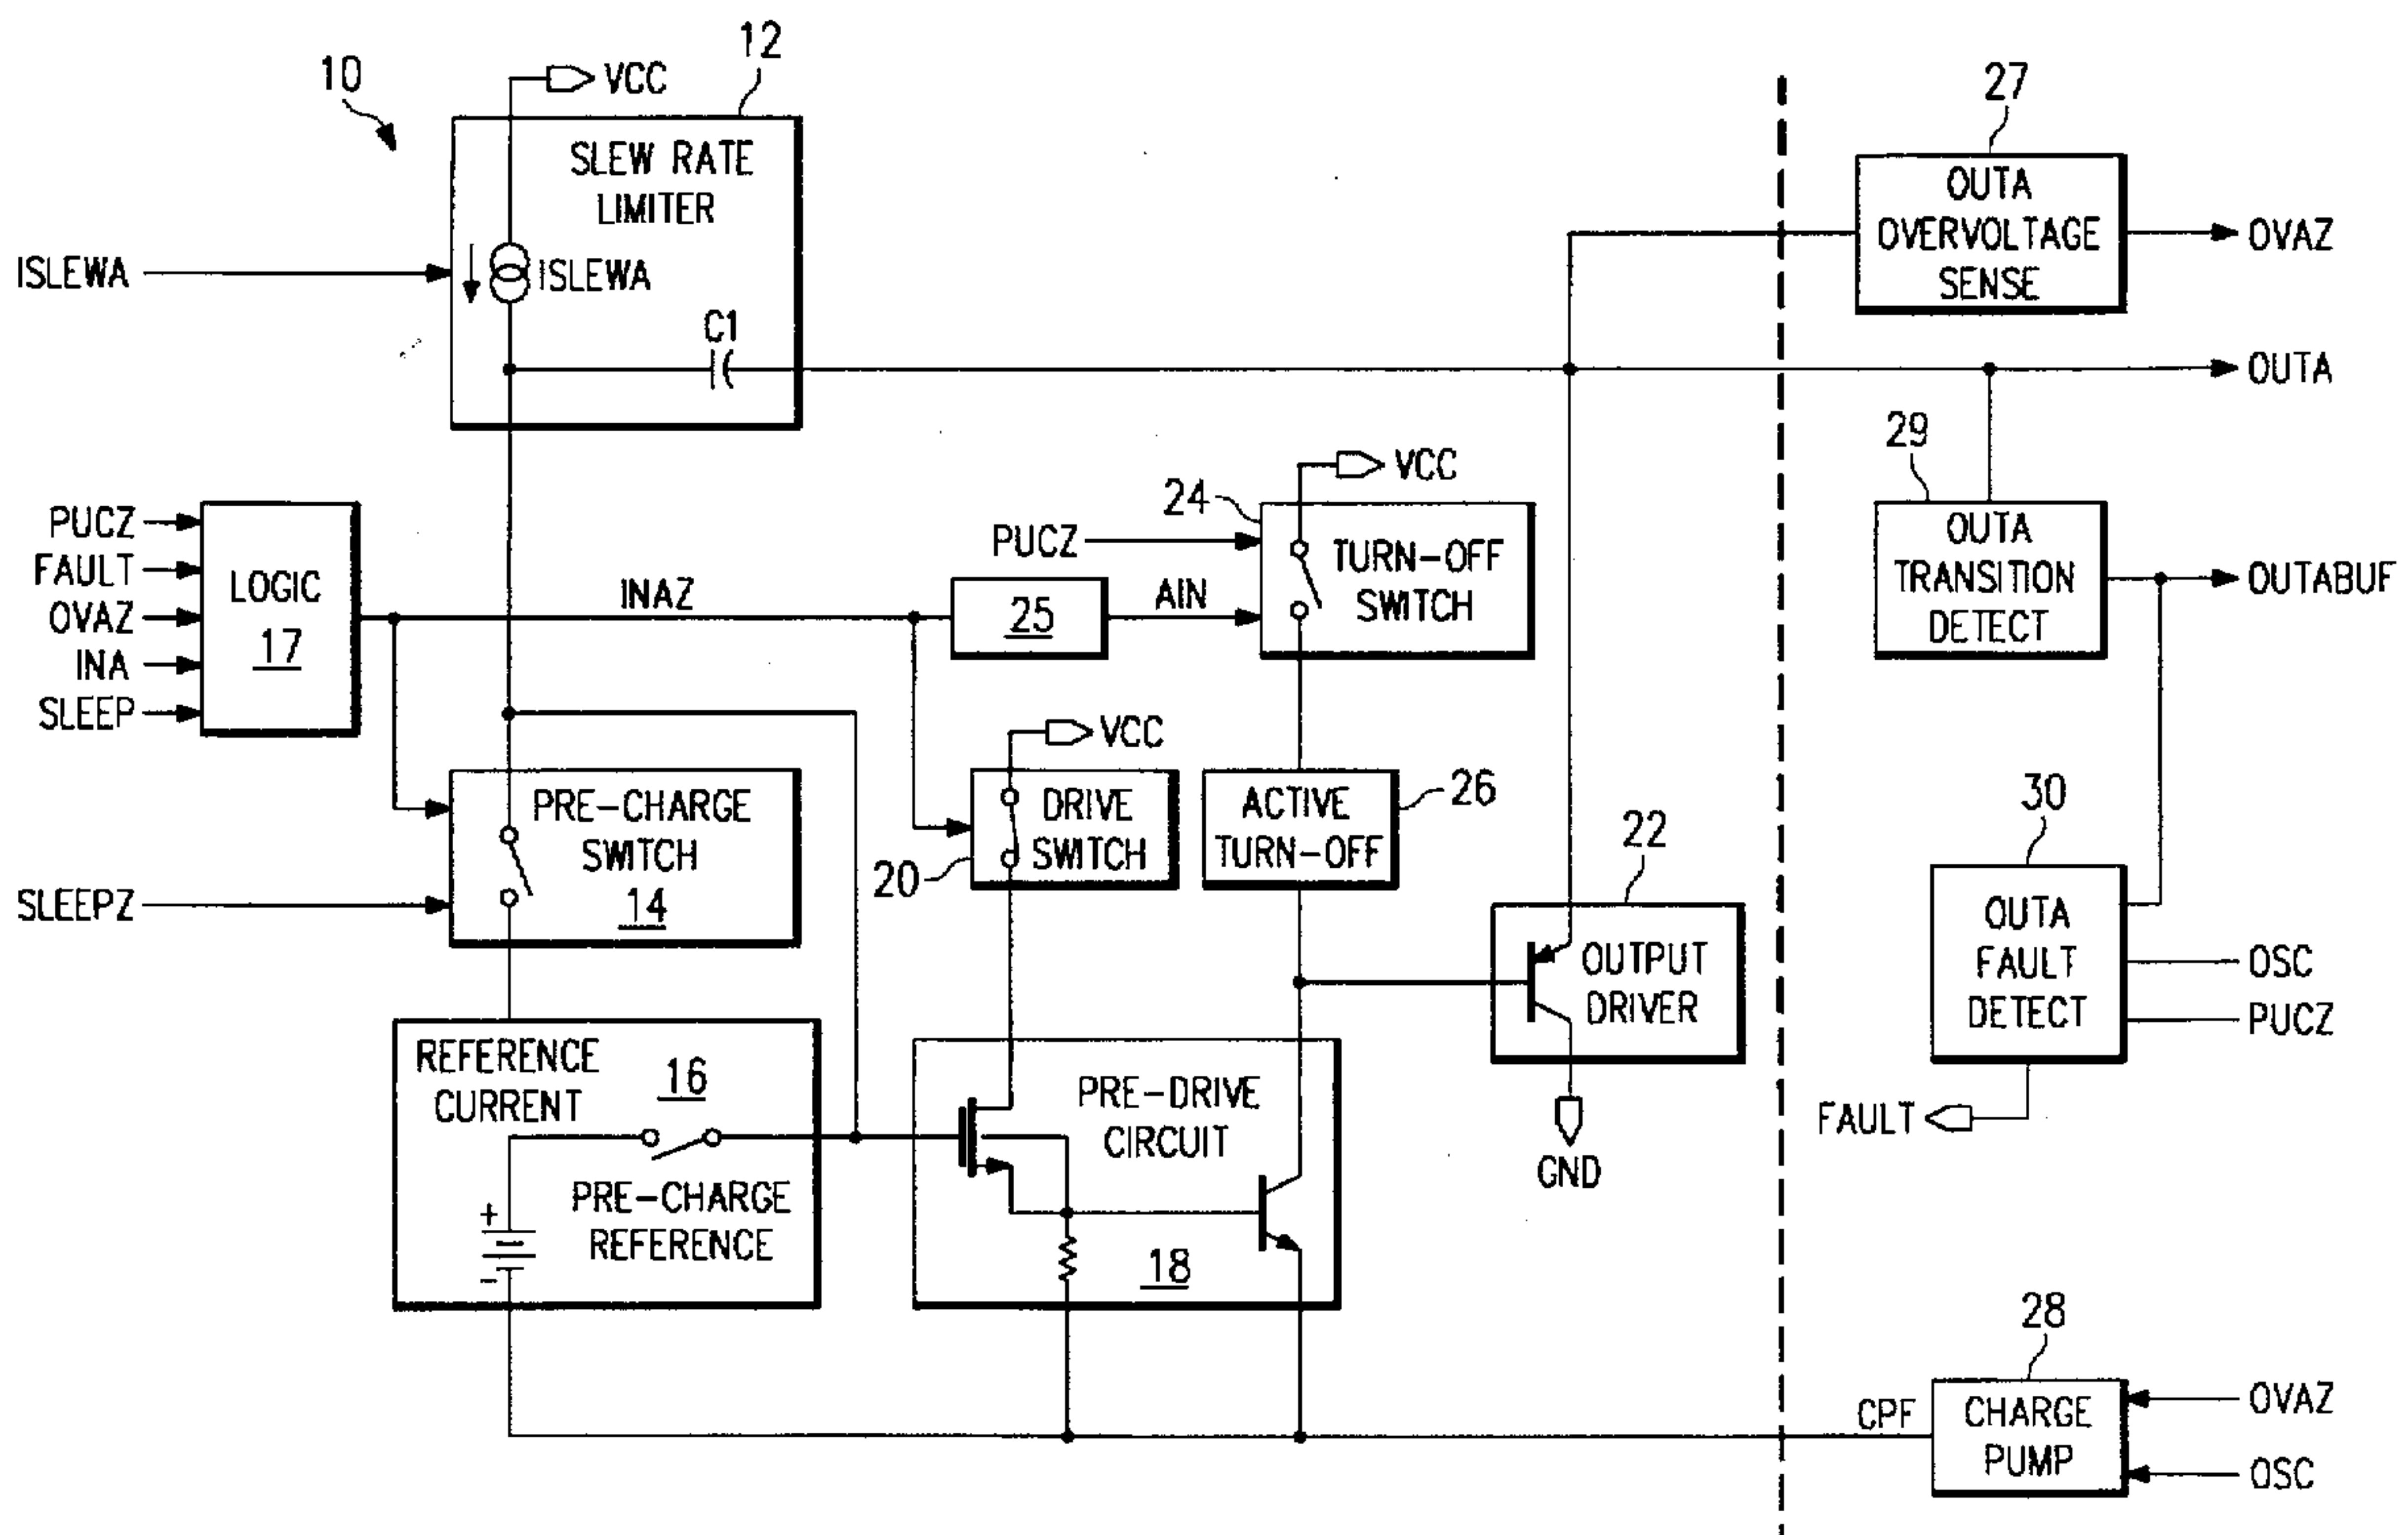 10
12
VCC
SLEW RATE
LIMITER
ISLEWA
ISLEWA
C1
27
OUTA
OVERVOLTAGE
SENSE
OVAZ
OUTA
29
OUTA
TRANSITION
DETECT
OUTABUF
PUCZ
FAULT
OVAZ
INA
SLEEP
LOGIC
17
INAZ
25
AIN
PUCZ
24
VCC
TURN-OFF
SWITCH
SLEEPZ
PRE-CHARGE
SWITCH
14
VCC
DRIVE
SWITCH
20
ACTIVE
TURN-OFF
26
22
OUTPUT
DRIVER
GND
30
OUTA
FAULT
DETECT
OSC
PUCZ
FAULT
REFERENCE
CURRENT
16
PRE-CHARGE
REFERENCE
+
-
PRE-DRIVE
CIRCUIT
18
28
CPF
CHARGE
PUMP
OVAZ
OSC